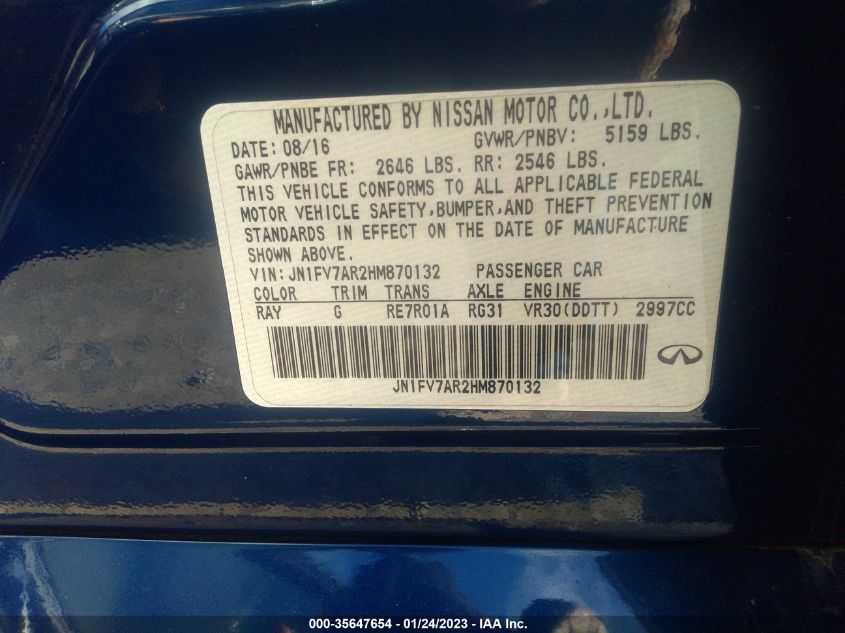 MANUFACTURED BY NISSAN MOTOR CO.,LTD.
DATE: 08/16 GVWR/PNBV: 5159 LBS.
GAWR/PNBE FR: 2646 LBS. RR: 2546 LBS.
THIS VEHICLE CONFORMS TO ALL APPLICABLE FEDERAL
MOTOR VEHICLE SAFETY,BUMPER,AND THEFT PREVENTION
STANDARDS IN EFFECT ON THE DATE OF MANUFACTURE
SHOWN ABOVE.
VIN: JN1FV7AR2HM870132 PASSENGER CAR
COLOR TRIM TRANS AXLE ENGINE
RAY G RE7R01A RG31 VR30(DDTT) 2997CC
JN1FV7AR2HM870132
000-35647654 / 01/24/2023 / IAA Inc.